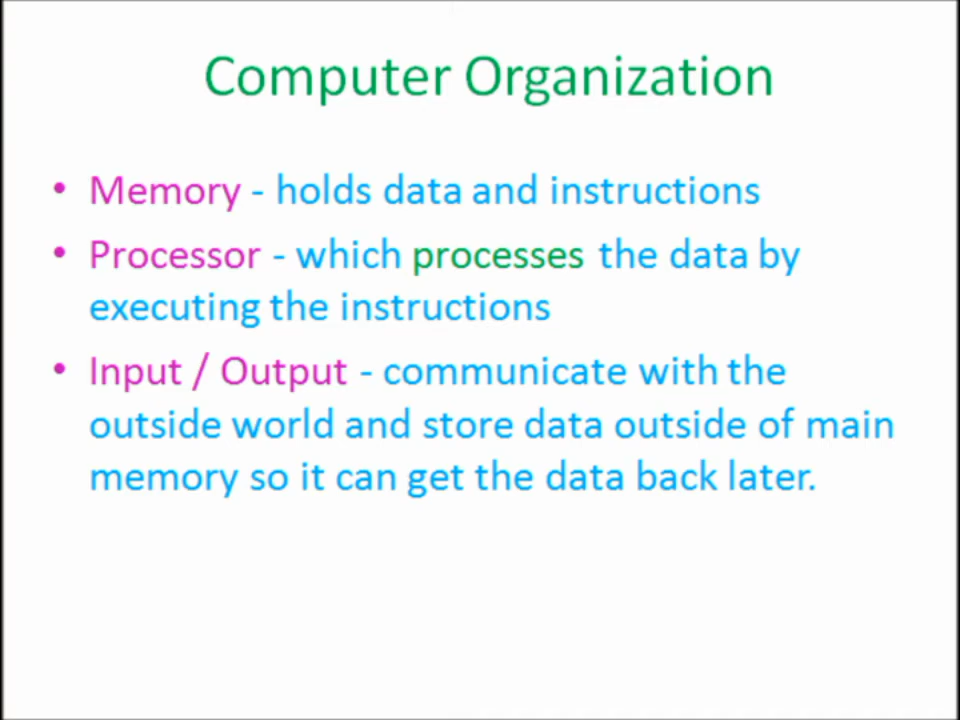 Computer Organization
• Memory - holds data and instructions
• Processor - which processes the data by
executing the instructions
• Input / Output - communicate with the
outside world and store data outside of main
memory so it can get the data back later.